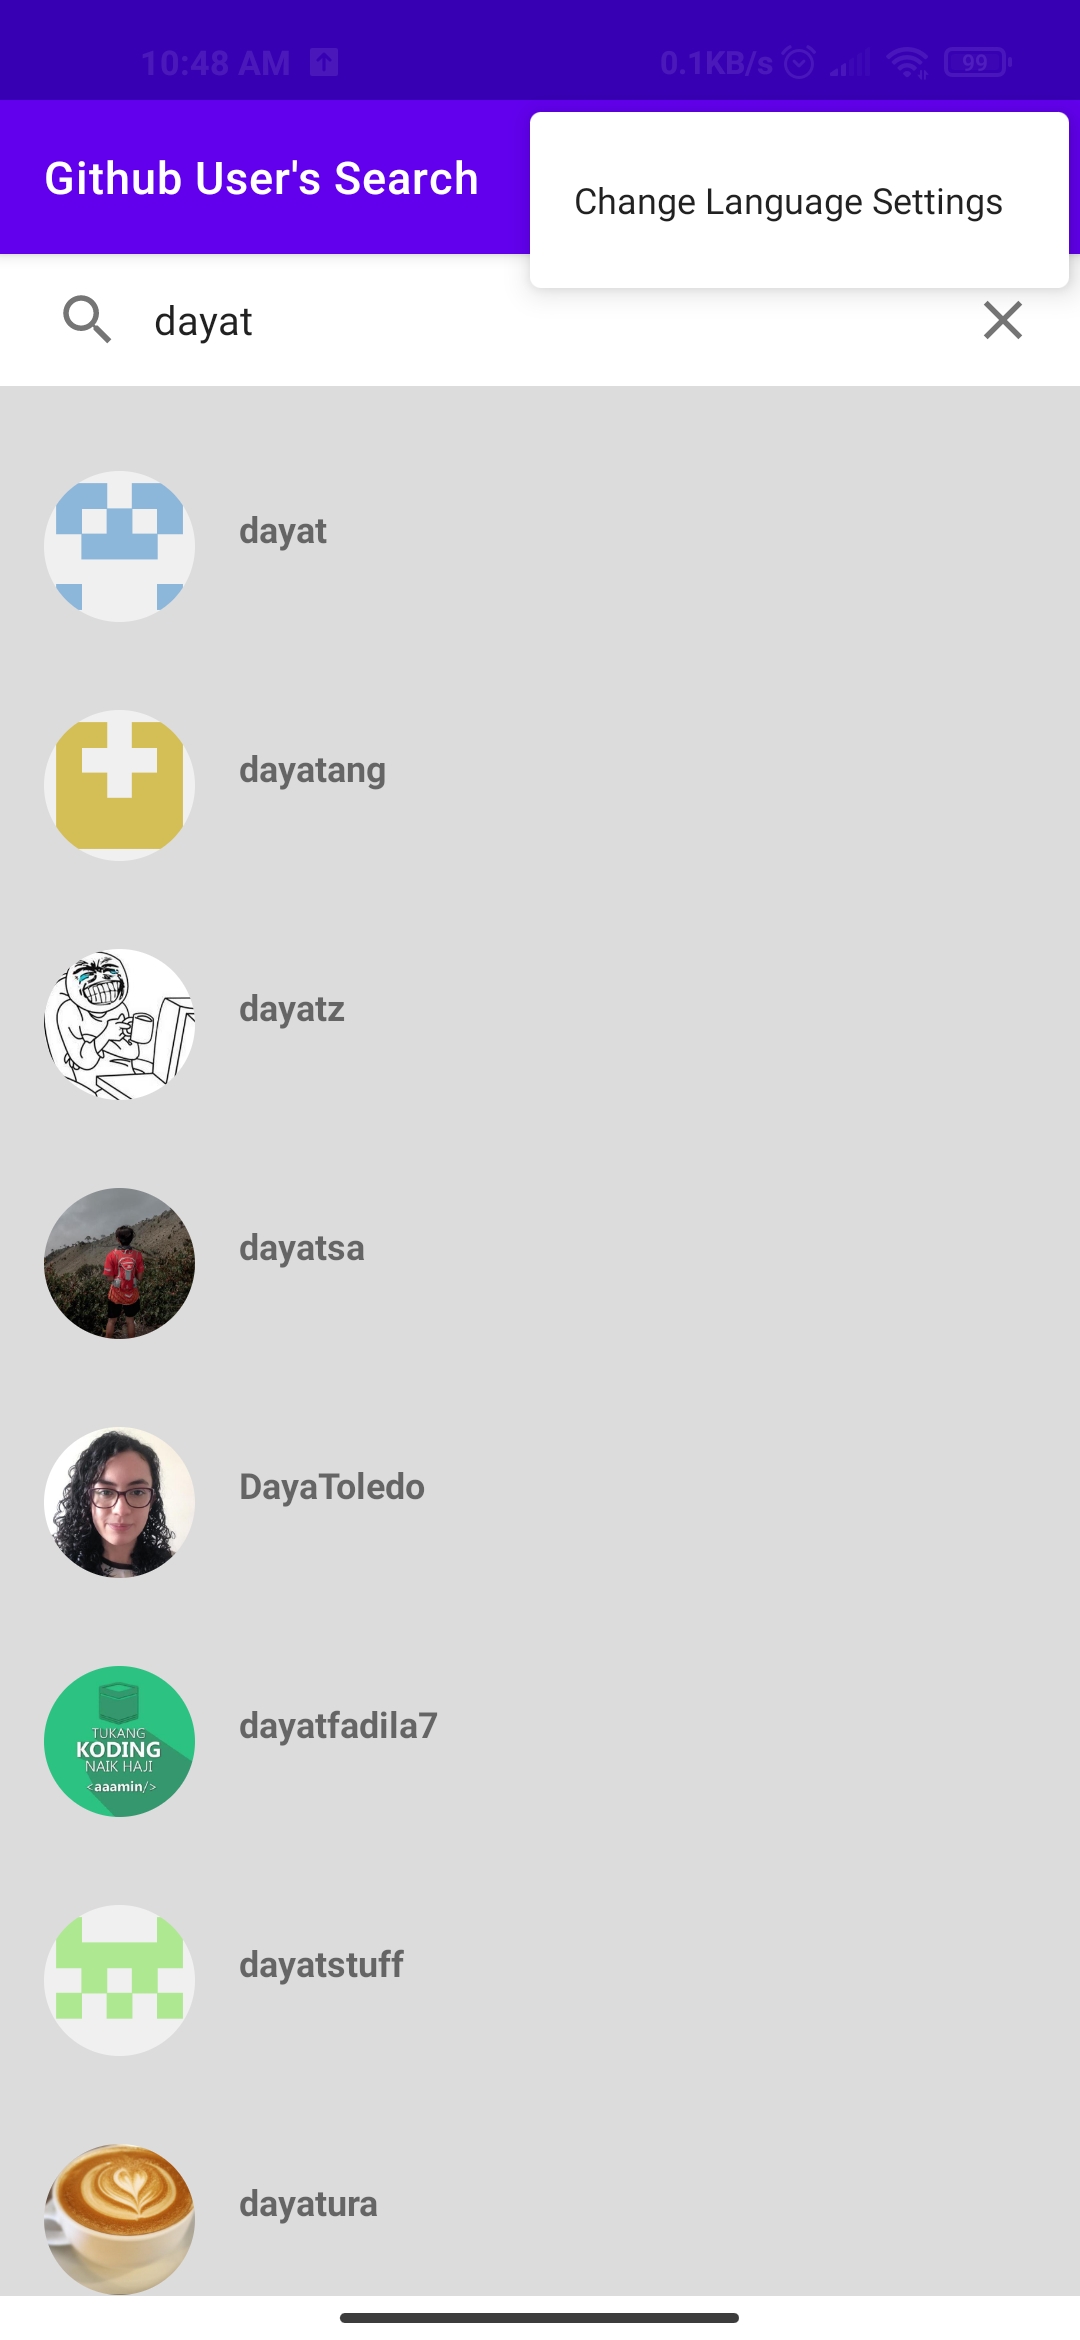 10:48 AM 0.1KB/s 99
Github User's Search
Change Language Settings
dayat
dayat
dayatang
dayatz
dayatsa
DayaToledo
dayatfadila7
TUKANG
KODING
NAIK HAJI
<aaamin/>
dayatstuff
dayatura